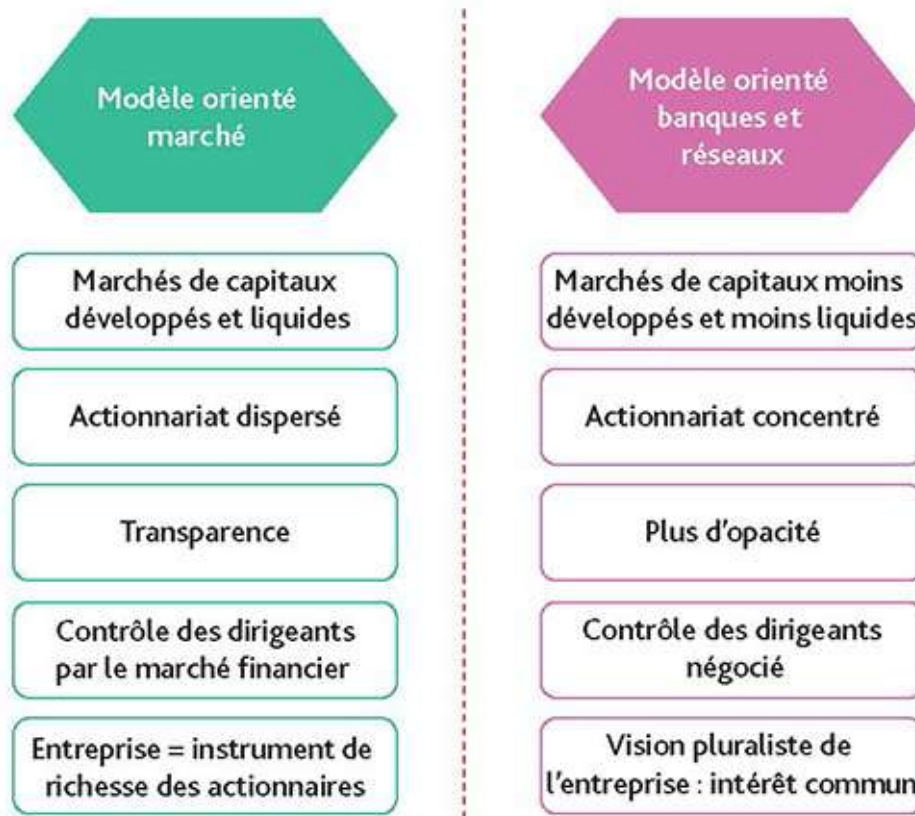 Modèle orienté
marché
Marchés de capitaux
développés et liquides
Actionnariat dispersé
Transparence
Contrôle des dirigeants
par le marché financier
Entreprise = instrument de
richesse des actionnaires
Modèle orienté
banques et
réseaux
Marchés de capitaux moins
développés et moins liquides
Actionnariat concentré
Plus d'opacité
Contrôle des dirigeants
négocié
Vision pluraliste de
l'entreprise : intérêt commun